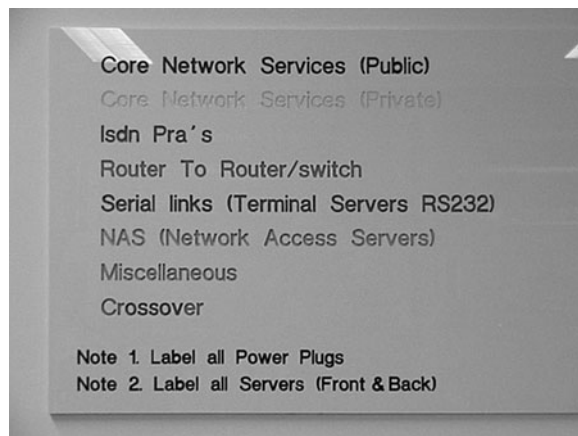 Core Network Services (Public)
Core Network Services (Private)
Isdn Pra's
Router To Router/switch
Serial links (Terminal Servers RS232)
NAS (Network Access Servers)
Miscellaneous
Crossover
Note 1. Label all Power Plugs
Note 2. Label all Servers (Front & Back)